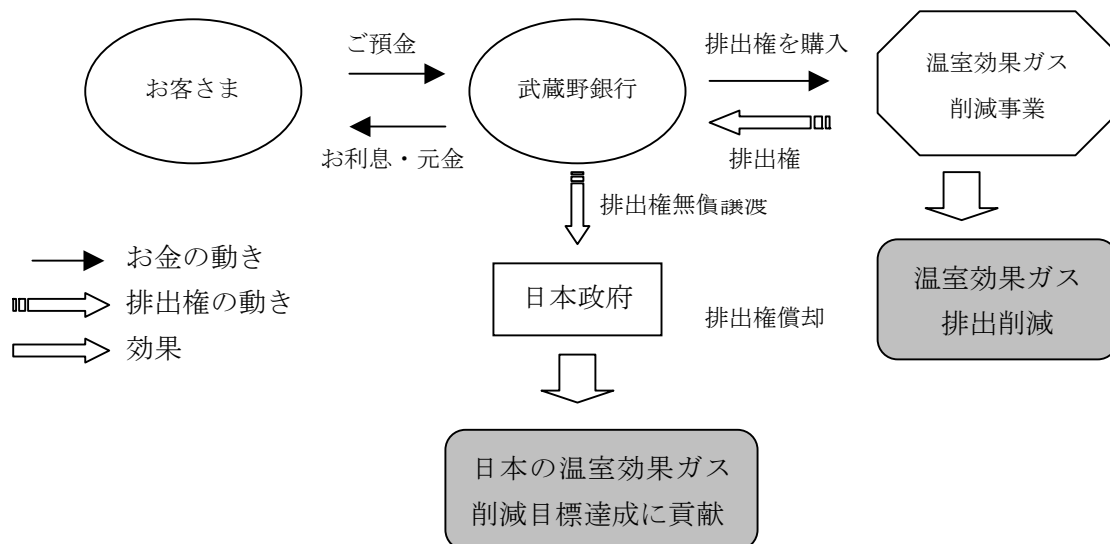 ご預金
排出権を購入
お客さま
武蔵野銀行
温室効果ガス
削減事業
お利息・元金
排出権
排出権無償譲渡
お金の動き
排出権の動き
効果
日本政府
排出権償却
温室効果ガス
排出削減
日本の温室効果ガス
削減目標達成に貢献